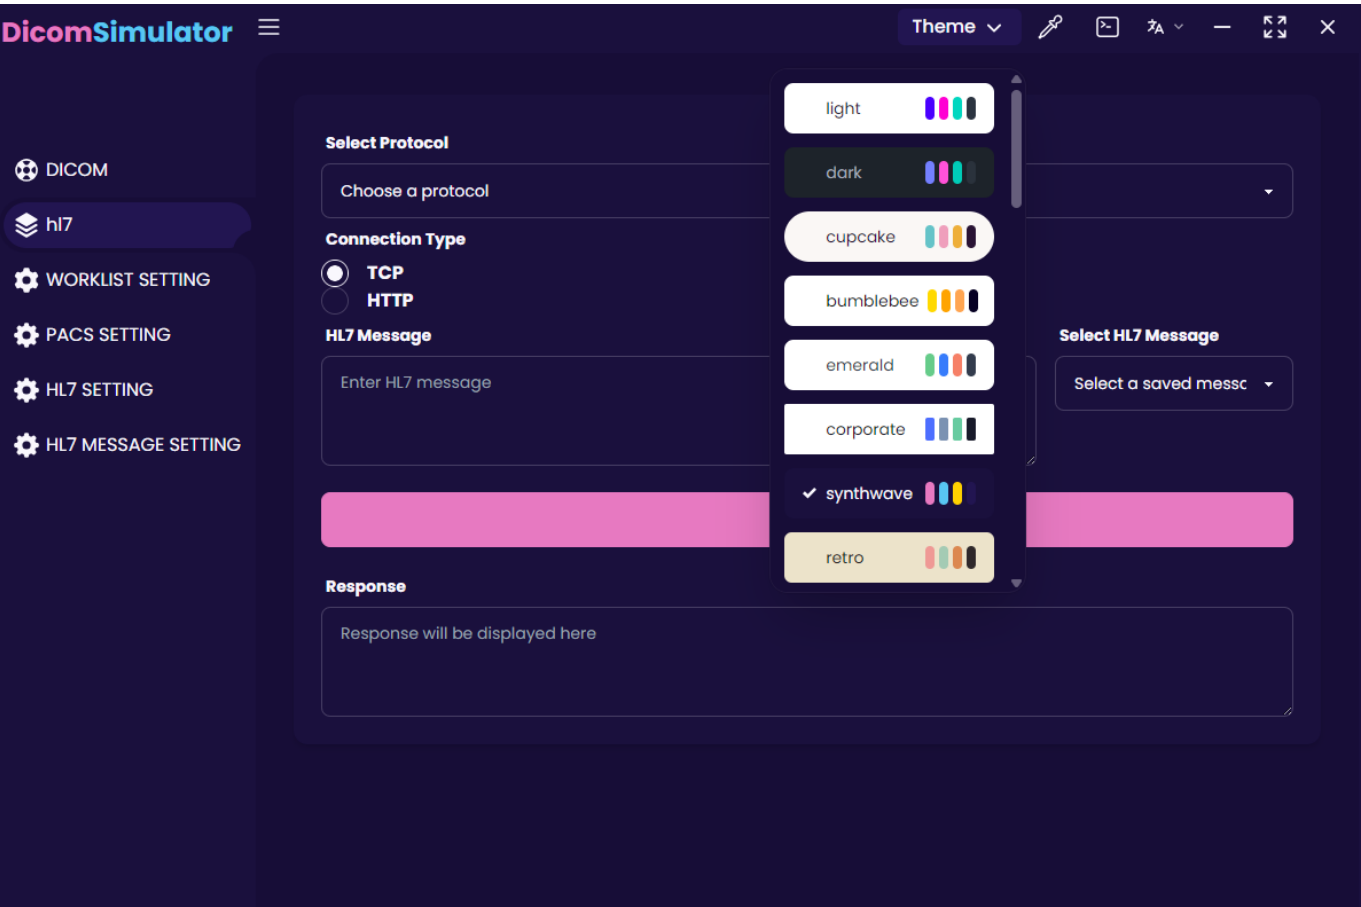 DicomSimulator
Theme
DICOM
hl7
WORKLIST SETTING
PACS SETTING
HL7 SETTING
HL7 MESSAGE SETTING
Select Protocol
Choose a protocol
Connection Type
TCP
HTTP
HL7 Message
Enter HL7 message
Select HL7 Message
Select a saved messa
Response
Response will be displayed here
light
dark
cupcake
bumblebee
emerald
corporate
synthwave
retro